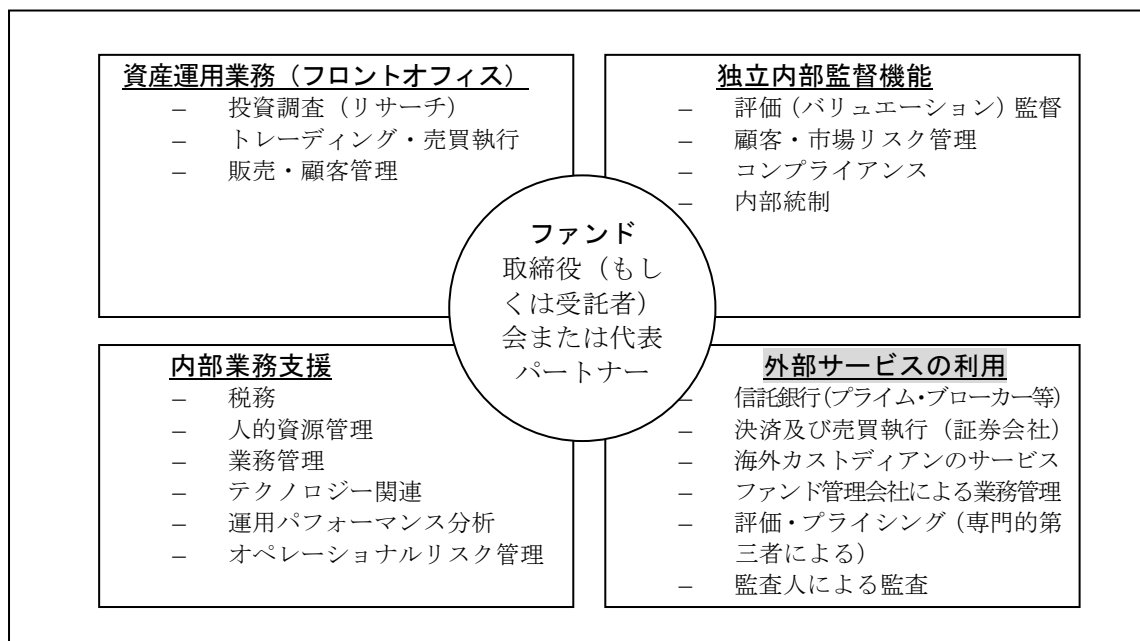 資産運用業務（フロントオフィス）
– 投資調査（リサーチ）
– トレーディング・売買執行
– 販売・顧客管理
独立内部監督機能
– 評価（バリュエーション）監督
– 顧客・市場リスク管理
– コンプライアンス
– 内部統制
ファンド
取締役（もし
くは受託者）
会または代表
パートナー
内部業務支援
– 税務
– 人的資源管理
– 業務管理
– テクノロジー関連
– 運用パフォーマンス分析
– オペレーショナルリスク管理
外部サービスの利用
– 信託銀行(プライム・ブローカー等)
– 決済及び売買執行（証券会社）
– 海外カストディアンのサービス
– ファンド管理会社による業務管理
– 評価・プライシング（専門的第
三者による）
– 監査人による監査